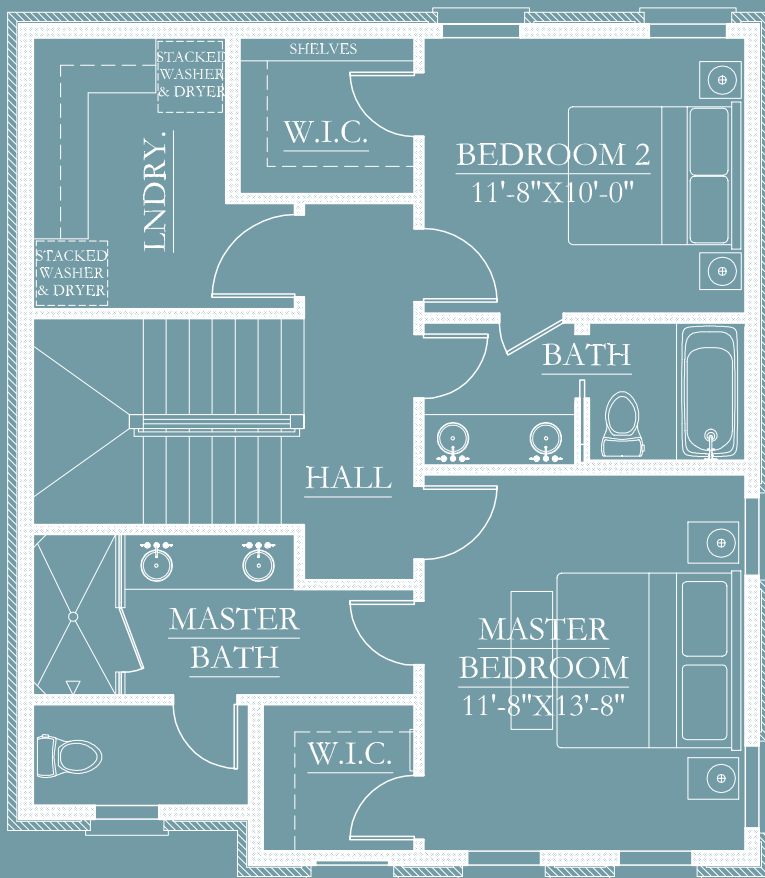 SHELVES
STACKED
WASHER
& DRYER
W.I.C.
LNDRY.
BEDROOM 2
11'-8"X10'-0"
STACKED
WASHER
& DRYER
BATH
HALL
MASTER
BATH
MASTER
BEDROOM
11'-8"X13'-8"
W.I.C.